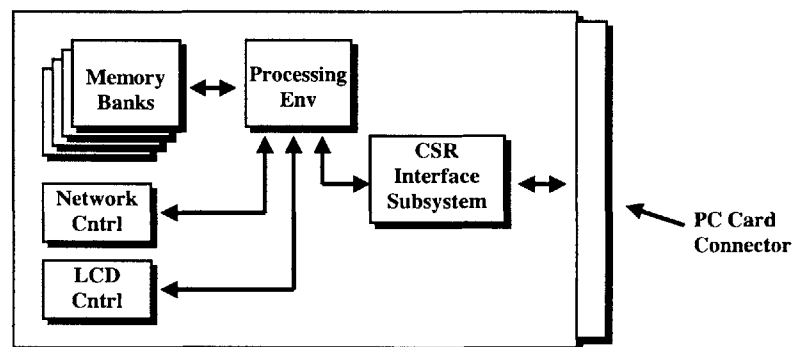 Memory
Banks
Processing
Env
CSR
Interface
Subsystem
Network
Cntrl
LCD
Cntrl
PC Card
Connector